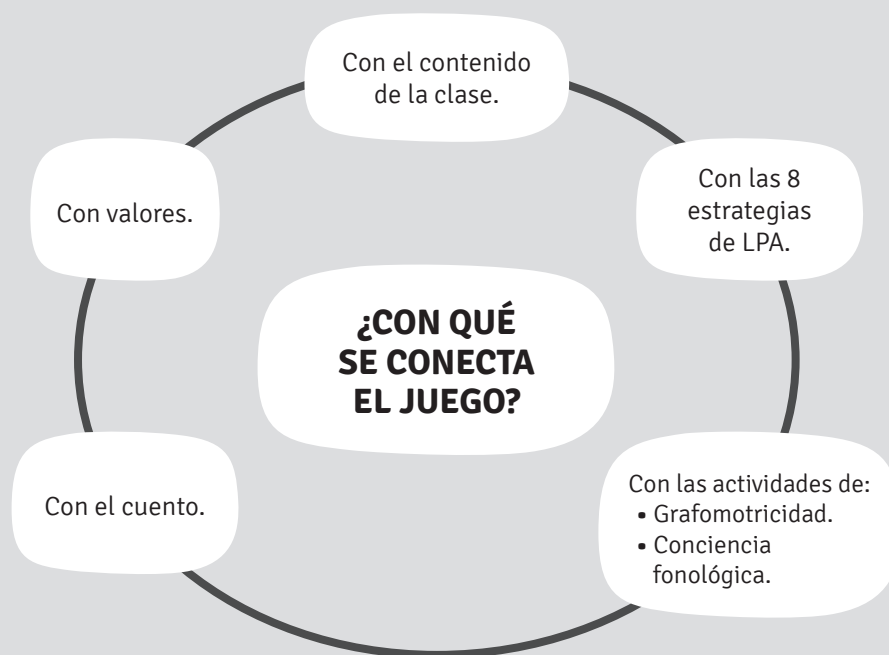 Con el contenido
de la clase.
Con valores.
Con las 8
estrategias
de LPA.
¿CON QUÉ
SE CONECTA
EL JUEGO?
Con el cuento.
Con las actividades de:
▪ Grafomotricidad.
▪ Conciencia
fonológica.